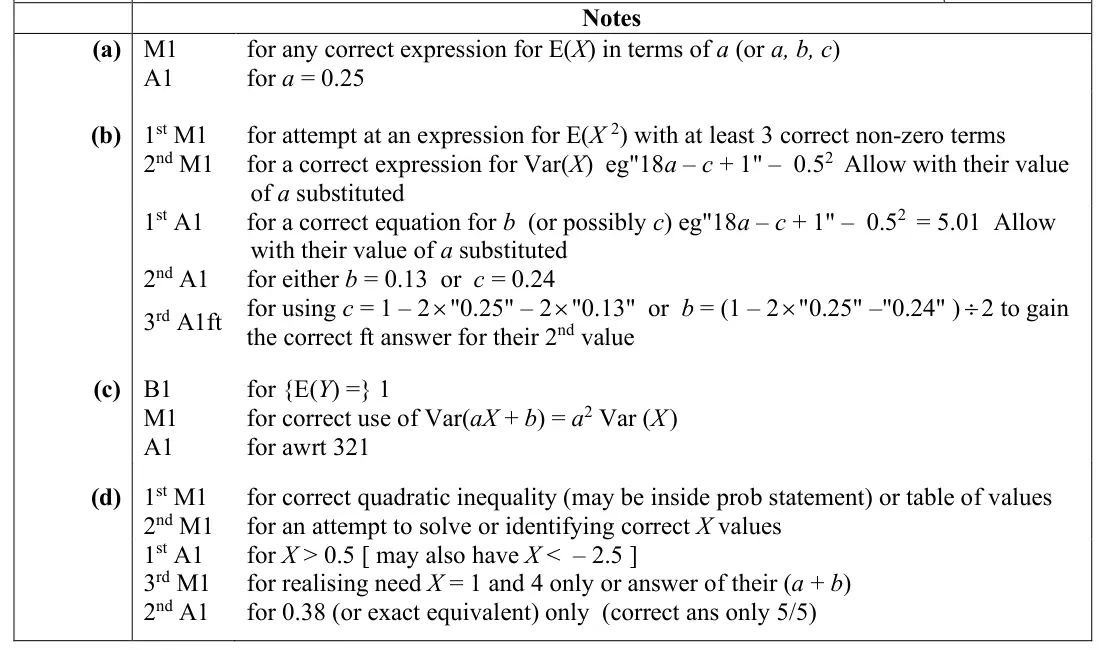 Notes
(a) M1 for any correct expression for E(X) in terms of a (or a, b, c)
A1 for a = 0.25
(b) 1st M1 for attempt at an expression for E(X²) with at least 3 correct non-zero terms
2nd M1 for a correct expression for Var(X) eg"18a – c + 1" – 0.5² Allow with their value
of a substituted
1st A1 for a correct equation for b (or possibly c) eg"18a – c + 1" – 0.5² = 5.01 Allow
with their value of a substituted
2nd A1 for either b = 0.13 or c = 0.24
3rd A1ft for using c = 1 – 2×"0.25" – 2×"0.13" or b = (1 – 2×"0.25" –"0.24" )÷2 to gain
the correct ft answer for their 2nd value
(c) B1 for {E(Y) =} 1
M1 for correct use of Var(aX + b) = a² Var (X)
A1 for awrt 321
(d) 1st M1 for correct quadratic inequality (may be inside prob statement) or table of values
2nd M1 for an attempt to solve or identifying correct X values
1st A1 for X > 0.5 [ may also have X < – 2.5 ]
3rd M1 for realising need X = 1 and 4 only or answer of their (a + b)
2nd A1 for 0.38 (or exact equivalent) only (correct ans only 5/5)